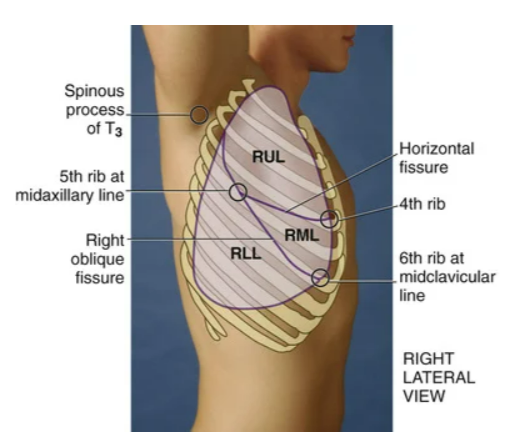 Spinous
process
of T3
RUL
Horizontal
fissure
5th rib at
midaxillary line
4th rib
Right
oblique
fissure
RML
RLL
6th rib at
midclavicular
line
RIGHT
LATERAL
VIEW